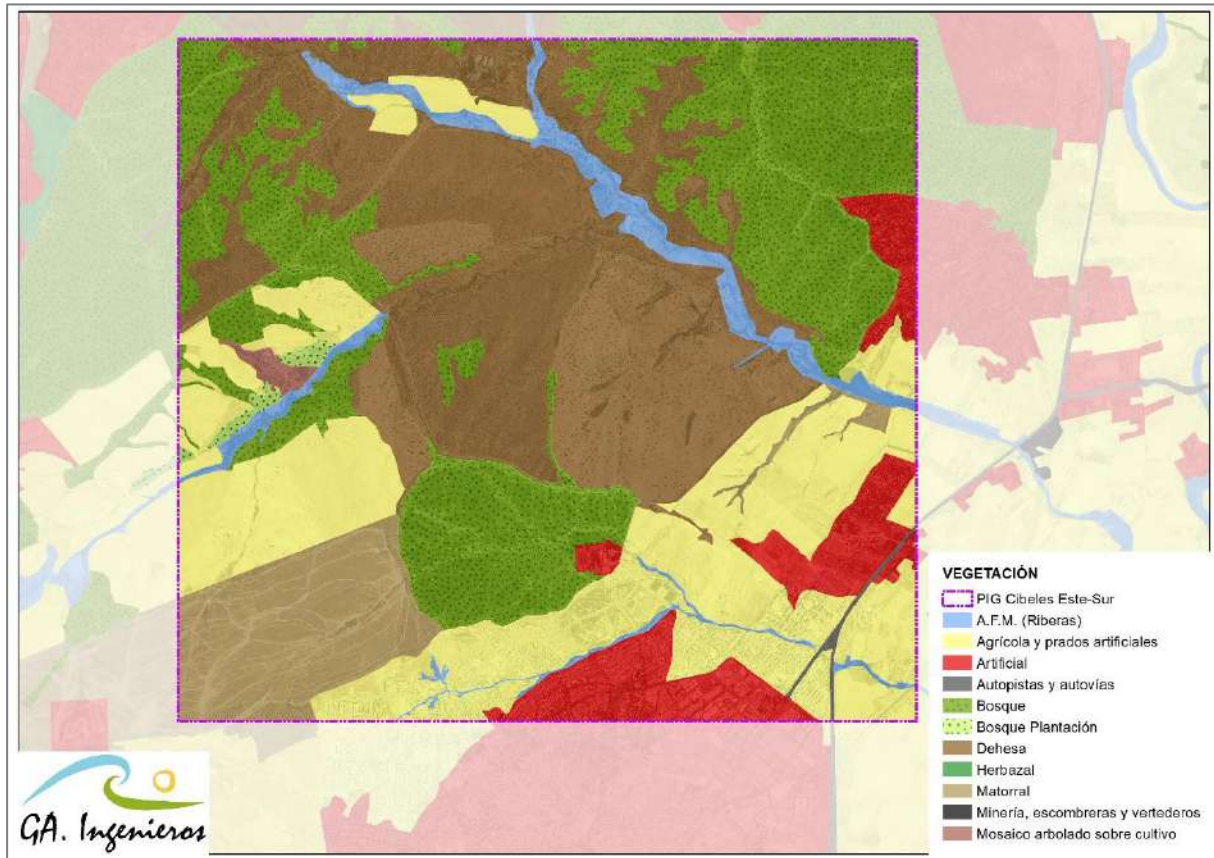 VEGETACIÓN
PIG Cibeles Este-Sur
A.F.M. (Riberas)
Agrícola y prados artificiales
Artificial
Autopistas y autovías
Bosque
Bosque Plantación
Dehesa
Herbazal
Matorral
Minería, escombreras y vertederos
Mosaico arbolado sobre cultivo
GA. Ingenieros